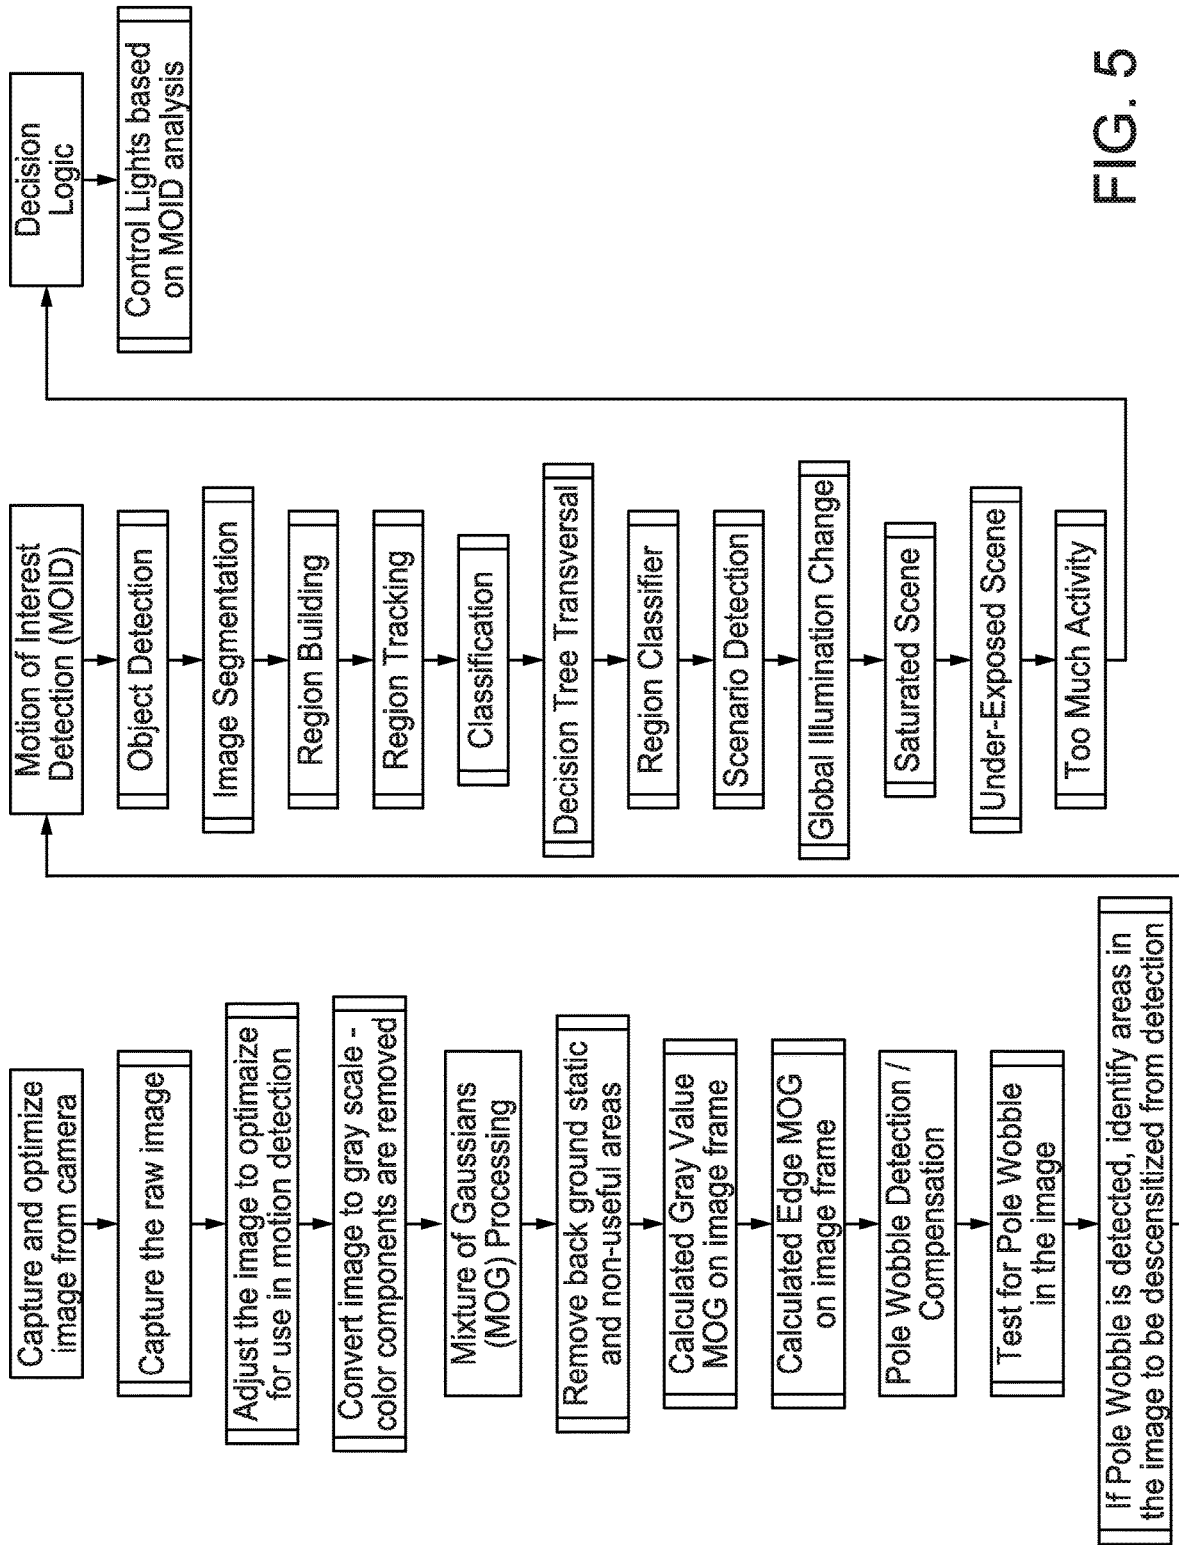 Capture and optimize
image from camera
Capture the raw image
Adjust the image to optimaize
for use in motion detection
Convert image to gray scale -
color components are removed
Mixture of Gaussians
(MOG) Processing
Remove back ground static
and non-useful areas
Calculated Gray Value
MOG on image frame
Calculated Edge MOG
on image frame
Pole Wobble Detection /
Compensation
Test for Pole Wobble
in the image
If Pole Wobble is detected, identify areas in
the image to be descensitized from detection
Motion of Interest
Detection (MOID)
Object Detection
Image Segmentation
Region Building
Region Tracking
Classification
Decision Tree Transversal
Region Classifier
Scenario Detection
Global Illumination Change
Saturated Scene
Under-Exposed Scene
Too Much Activity
Decision
Logic
Control Lights based
on MOID analysis
FIG. 5